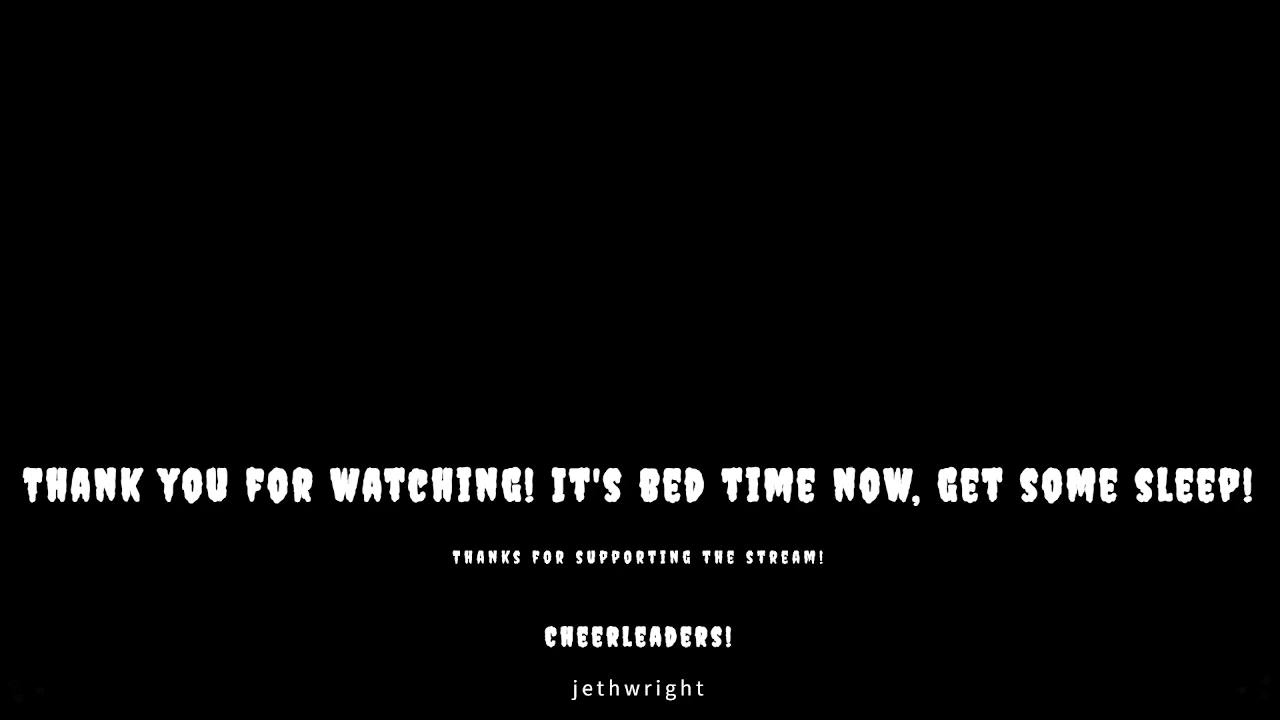 THANK YOU FOR WATCHING! IT'S BED TIME NOW, GET SOME SLEEP!
THANKS FOR SUPPORTING THE STREAM!
CHEERLEADERS!
jethwright